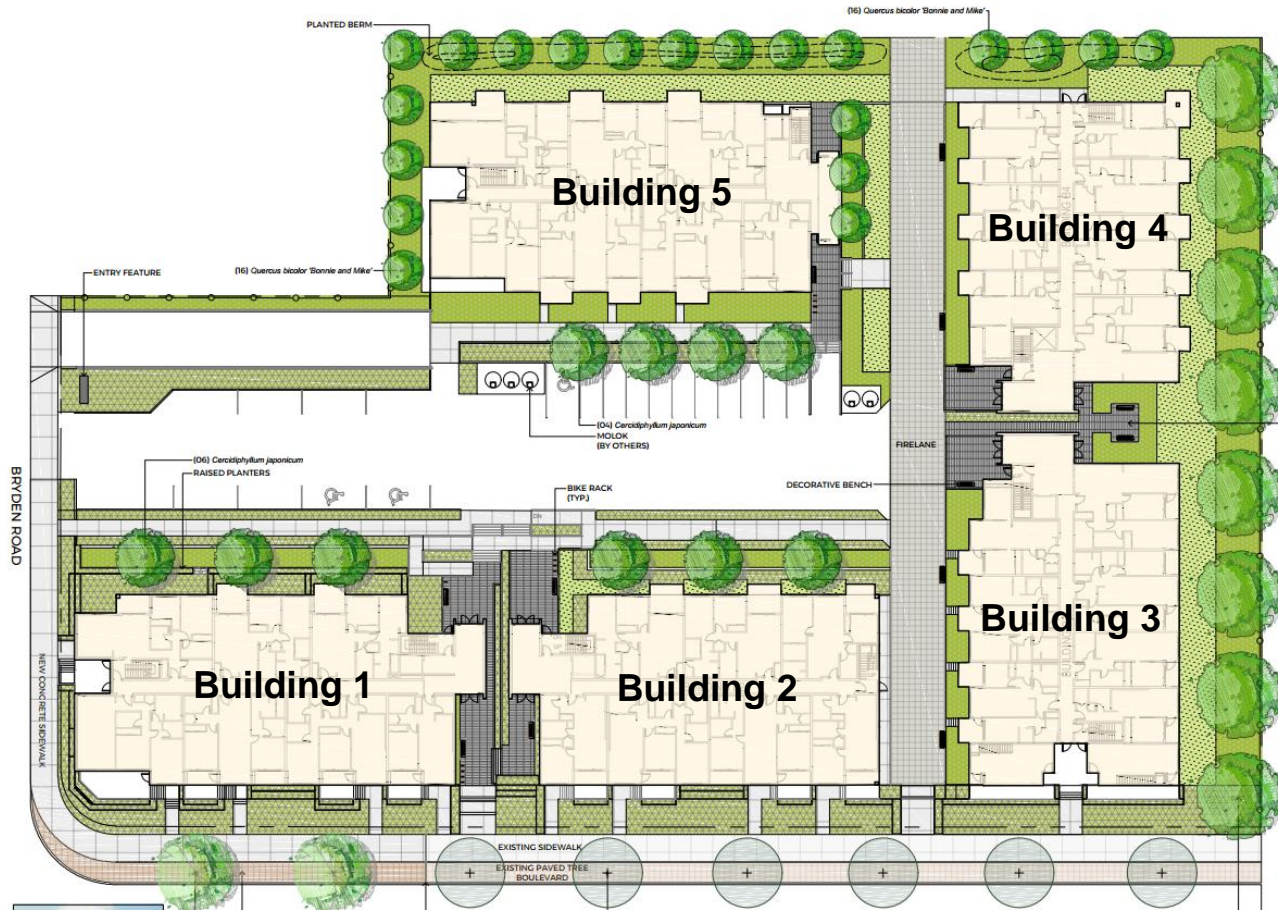 (16) Quercus bicolor 'Bonnie and Mike'
PLANTED BERM
Building 5
Building 4
ENTRY FEATURE
(16) Quercus bicolor 'Bonnie and Mike'
(04) Cercidiphyllum japonicum
MOLOK
(BY OTHERS)
FIRELANE
(06) Cercidiphyllum japonicum
RAISED PLANTERS
BIKE RACK
(TYP.)
DECORATIVE BENCH
BRYDEN ROAD
DN
Building 3
Building 1
Building 2
NEW CONCRETE SIDEWALK
EXISTING SIDEWALK
EXISTING PAVED TREE
BOULEVARD